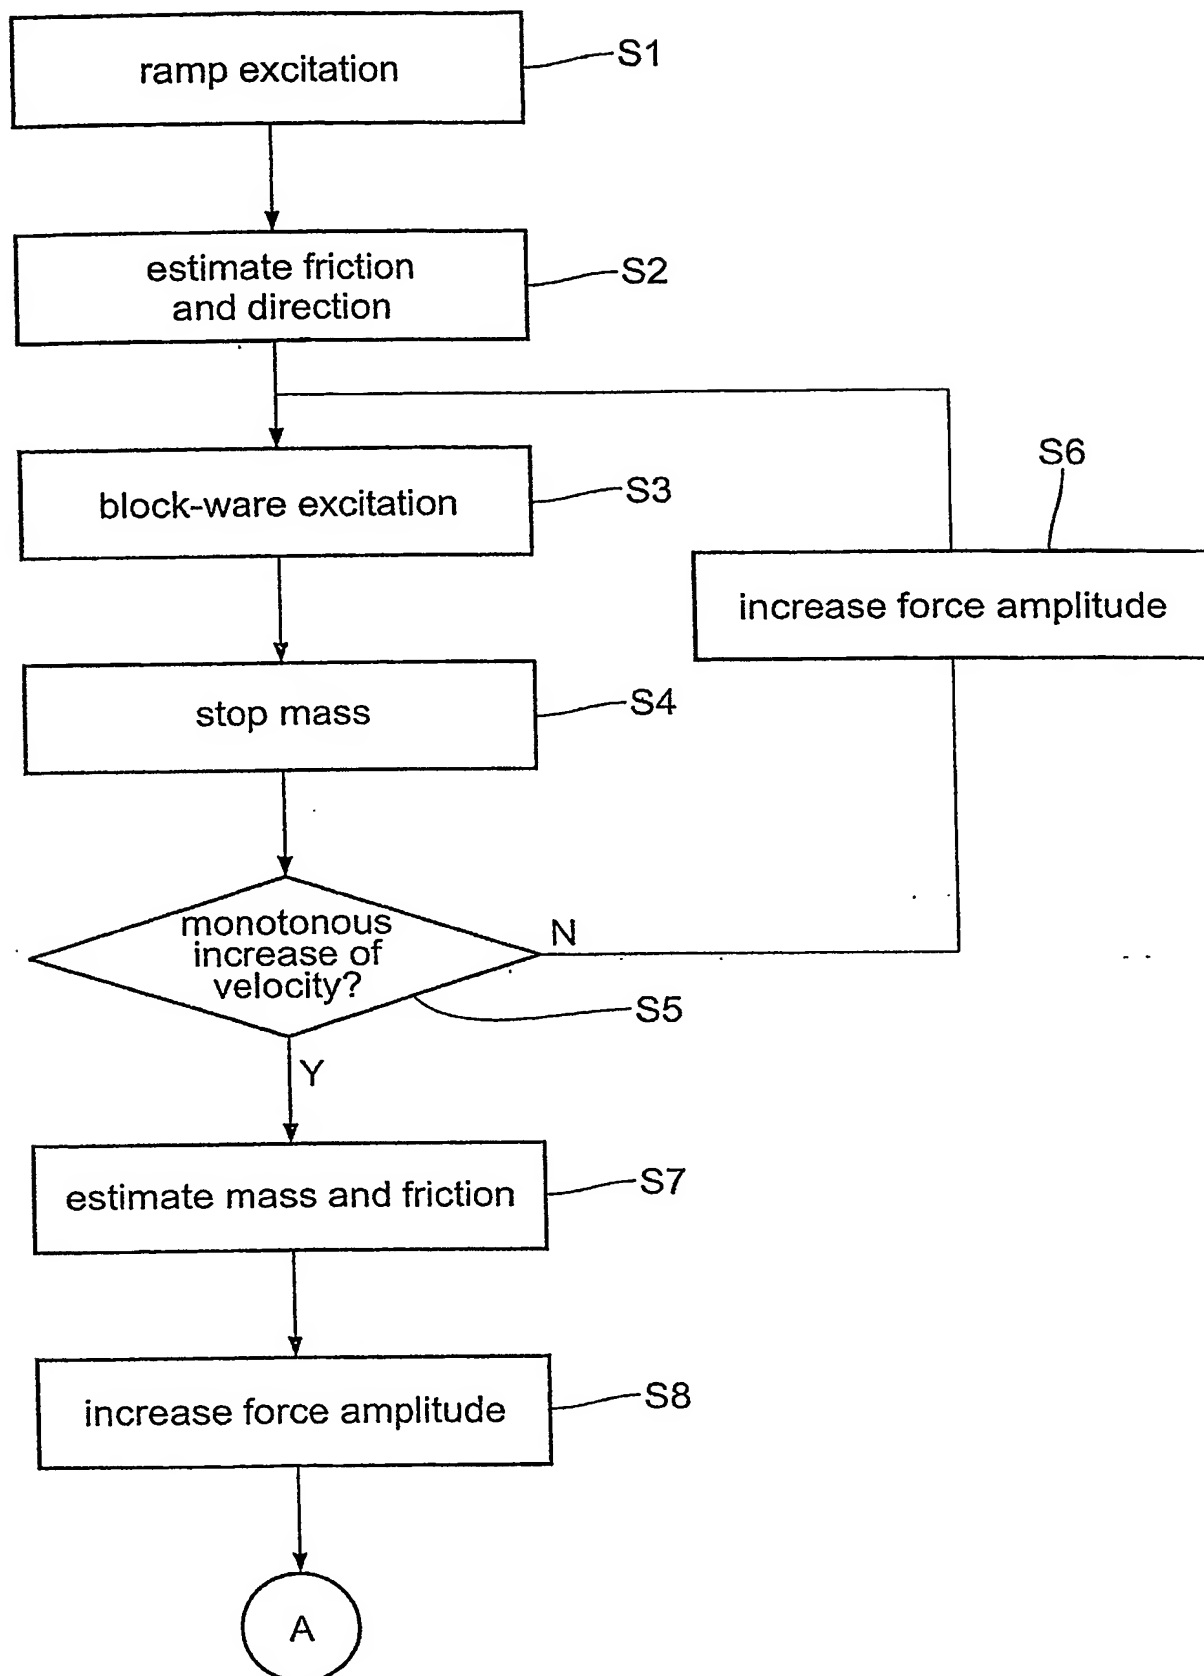 ramp excitation
S1
estimate friction
and direction
S2
block-ware excitation
S3
S6
increase force amplitude
stop mass
S4
monotonous
increase of
velocity?
N
S5
Y
estimate mass and friction
S7
increase force amplitude
S8
A